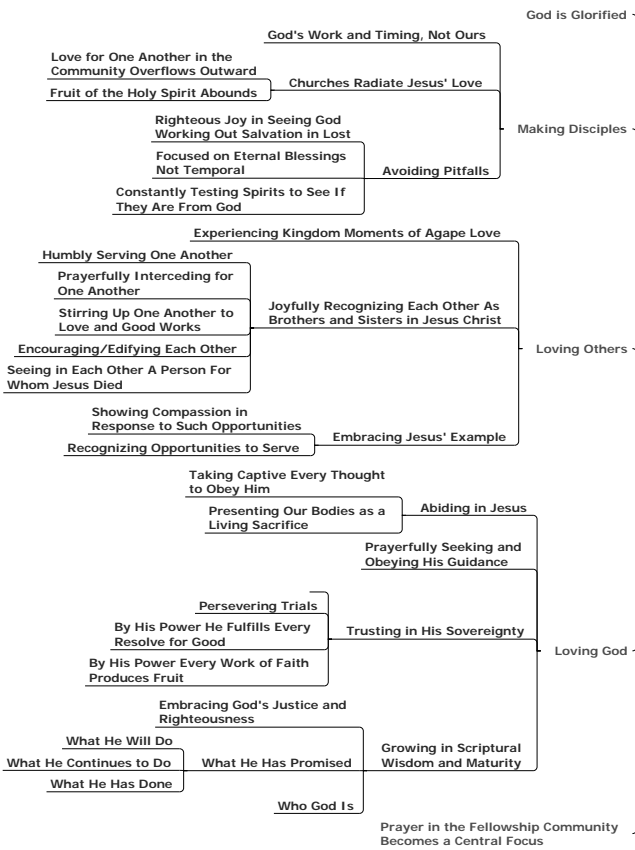 God is Glorified
God's Work and Timing, Not Ours
Love for One Another in the
Community Overflows Outward
Fruit of the Holy Spirit Abounds
Churches Radiate Jesus' Love
Making Disciples
Righteous Joy in Seeing God
Working Out Salvation in Lost
Focused on Eternal Blessings
Not Temporal
Constantly Testing Spirits to See If
They Are From God
Avoiding Pitfalls
Experiencing Kingdom Moments of Agape Love
Humbly Serving One Another
Prayerfully Interceding for
One Another
Stirring Up One Another to
Love and Good Works
Encouraging/Edifying Each Other
Seeing in Each Other A Person For
Whom Jesus Died
Joyfully Recognizing Each Other As
Brothers and Sisters in Jesus Christ
Loving Others
Showing Compassion in
Response to Such Opportunities
Recognizing Opportunities to Serve
Embracing Jesus' Example
Taking Captive Every Thought
to Obey Him
Presenting Our Bodies as a
Living Sacrifice
Abiding in Jesus
Prayerfully Seeking and
Obeying His Guidance
Persevering Trials
By His Power He Fulfills Every
Resolve for Good
By His Power Every Work of Faith
Produces Fruit
Trusting in His Sovereignty
Loving God
Embracing God's Justice and
Righteousness
What He Will Do
What He Continues to Do
What He Has Done
What He Has Promised
Who God Is
Growing in Scriptural
Wisdom and Maturity
Prayer in the Fellowship Community
Becomes a Central Focus